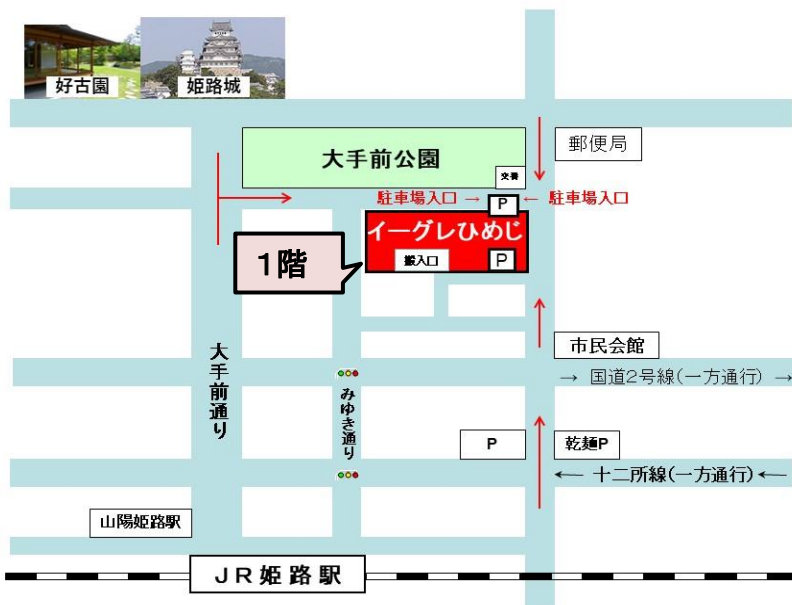 好古園
姫路城
大手前公園
交番
郵便局
駐車場入口 →
P
← 駐車場入口
イーグレひめじ
1階
搬入口
P
大手前通り
みゆき通り
市民会館
→ 国道2号線(一方通行) →
P
乾麺P
← 十二所線(一方通行) ←
山陽姫路駅
JR姫路駅